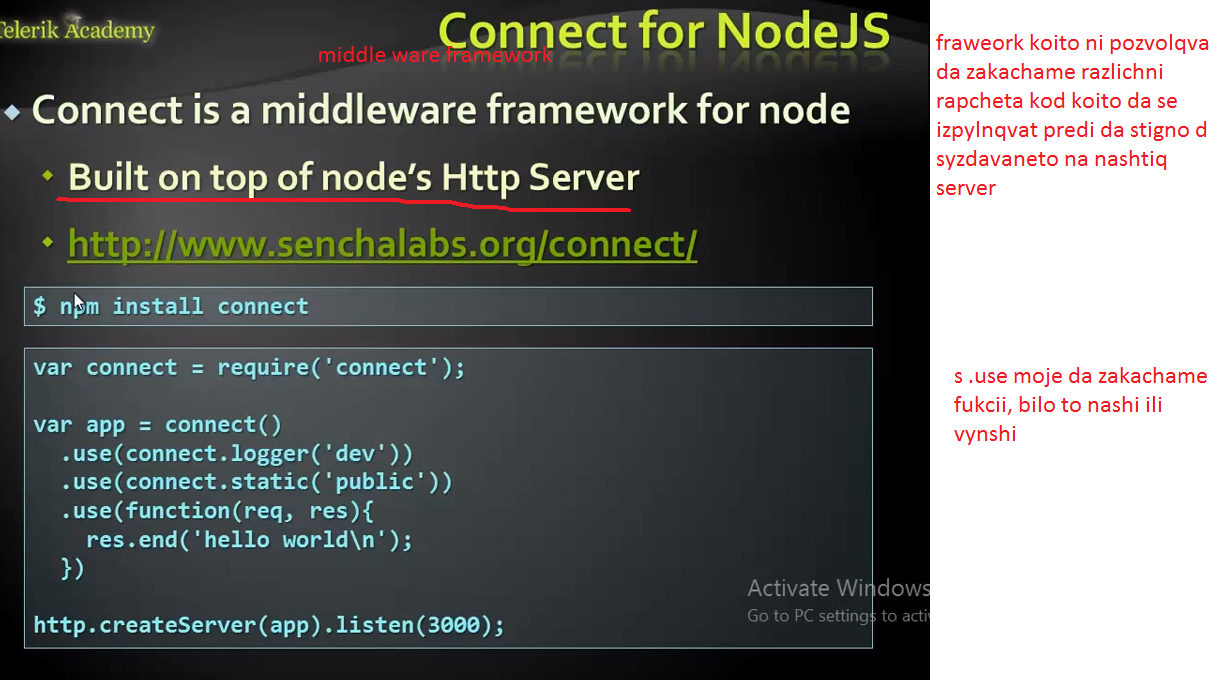 Telerik Academy
Connect for NodeJS
middle ware framework
Connect is a middleware framework for node
Built on top of node's Http Server
http://www.senchalabs.org/connect/
$ npm install connect
var connect = require('connect');
var app = connect()
.use(connect.logger('dev'))
.use(connect.static('public'))
.use(function(req, res){
res.end('hello world\n');
})
http.createServer(app).listen(3000);
Activate Windows
Go to PC settings to activ
fraweork koito ni pozvolqva
da zakachame razlichni
rapcheta kod koito da se
izpylnqvat predi da stigno d
syzdavaneto na nashtiq
server
s .use moje da zakachame
fukcii, bilo to nashi ili
vynshi